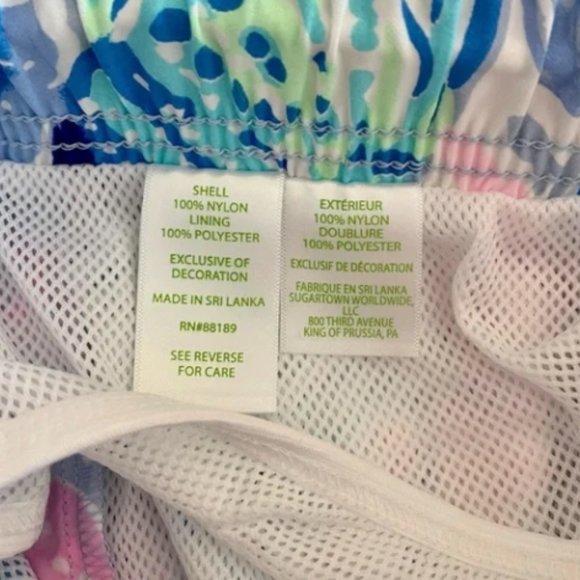 SHELL
100% NYLON
LINING
100% POLYESTER
EXCLUSIVE OF
DECORATION
MADE IN SRI LANKA
RN#88189
SEE REVERSE
FOR CARE
EXTÉRIEUR
100% NYLON
DOUBLURE
100% POLYESTER
EXCLUSIF DE DÉCORATION
FABRIQUE EN SRI LANKA
SUGARTOWN WORLDWIDE,
LLC
800 THIRD AVENUE
KING OF PRUSSIA, PA